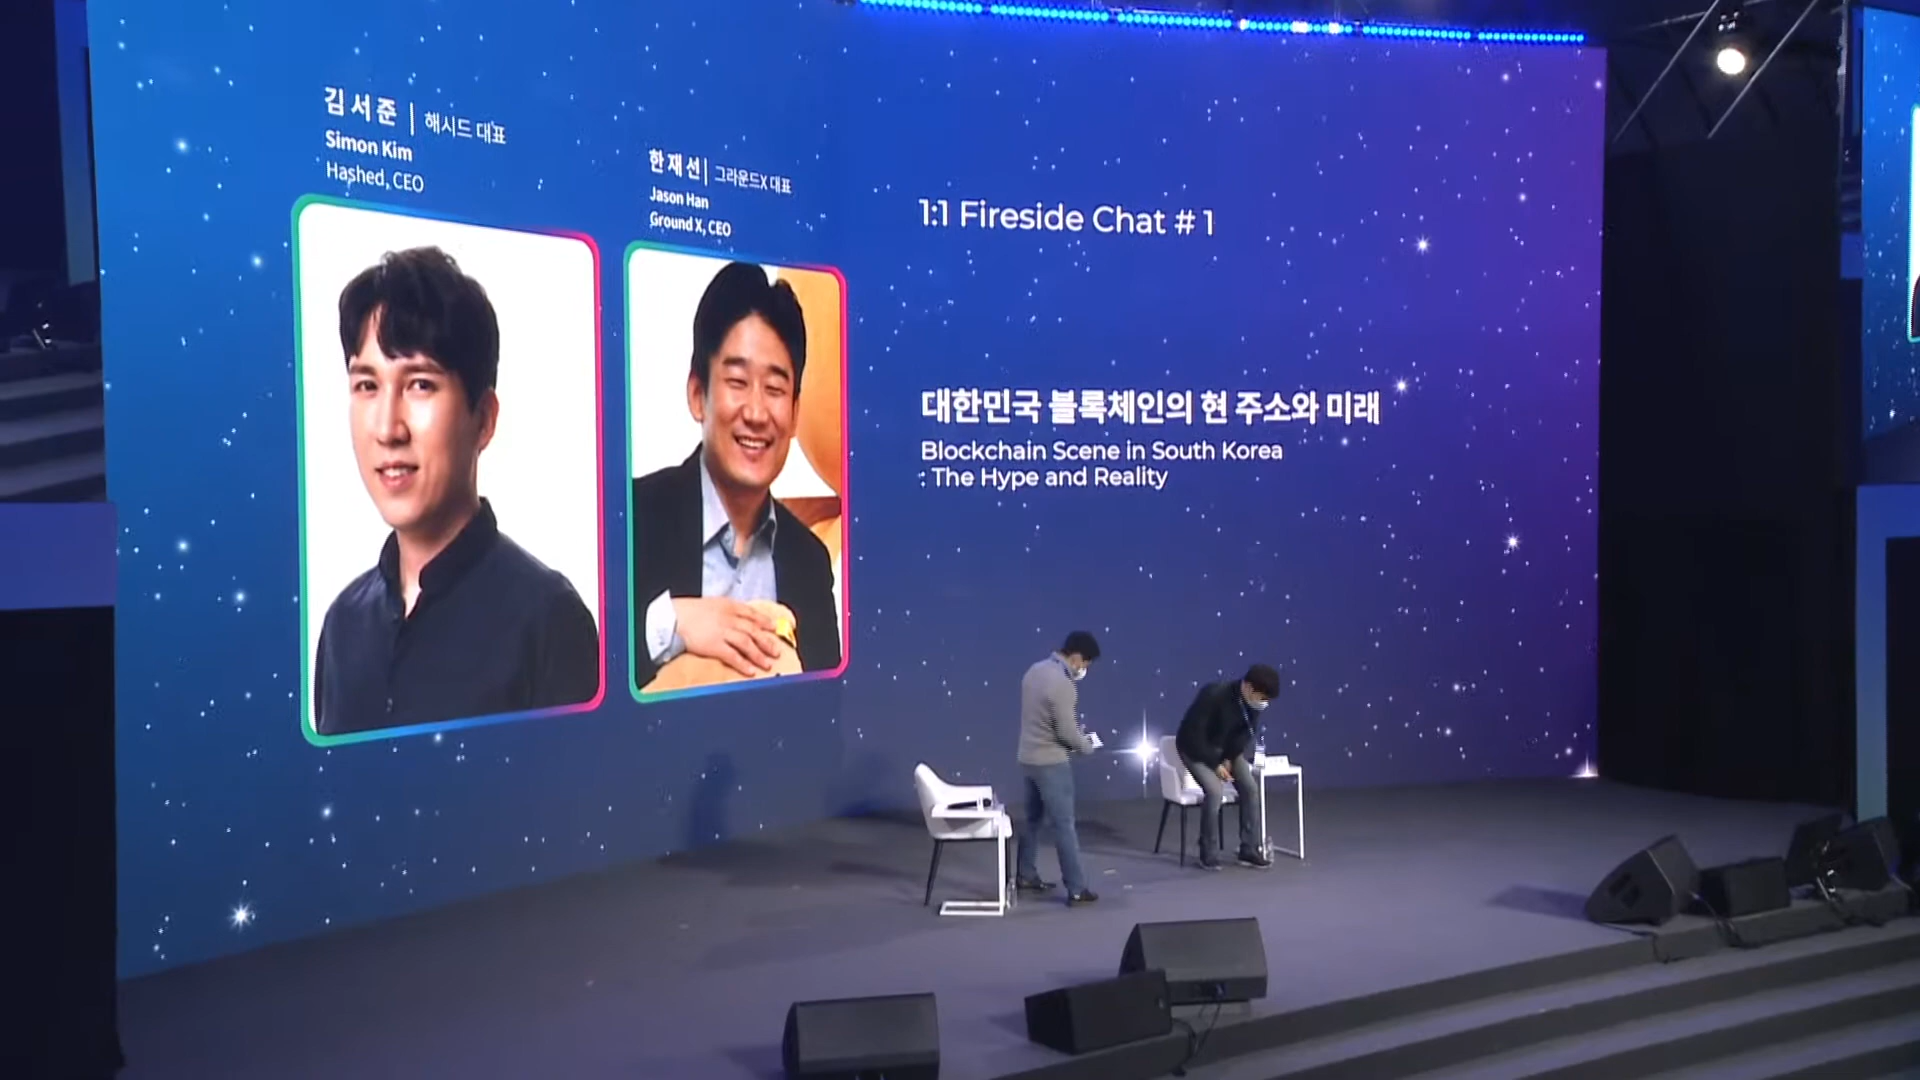 김서준 | 해시드 대표
Simon Kim
Hashed, CEO
한재선 | 그라운드X 대표
Jason Han
Ground X, CEO
1:1 Fireside Chat # 1
대한민국 블록체인의 현 주소와 미래
Blockchain Scene in South Korea
: The Hype and Reality